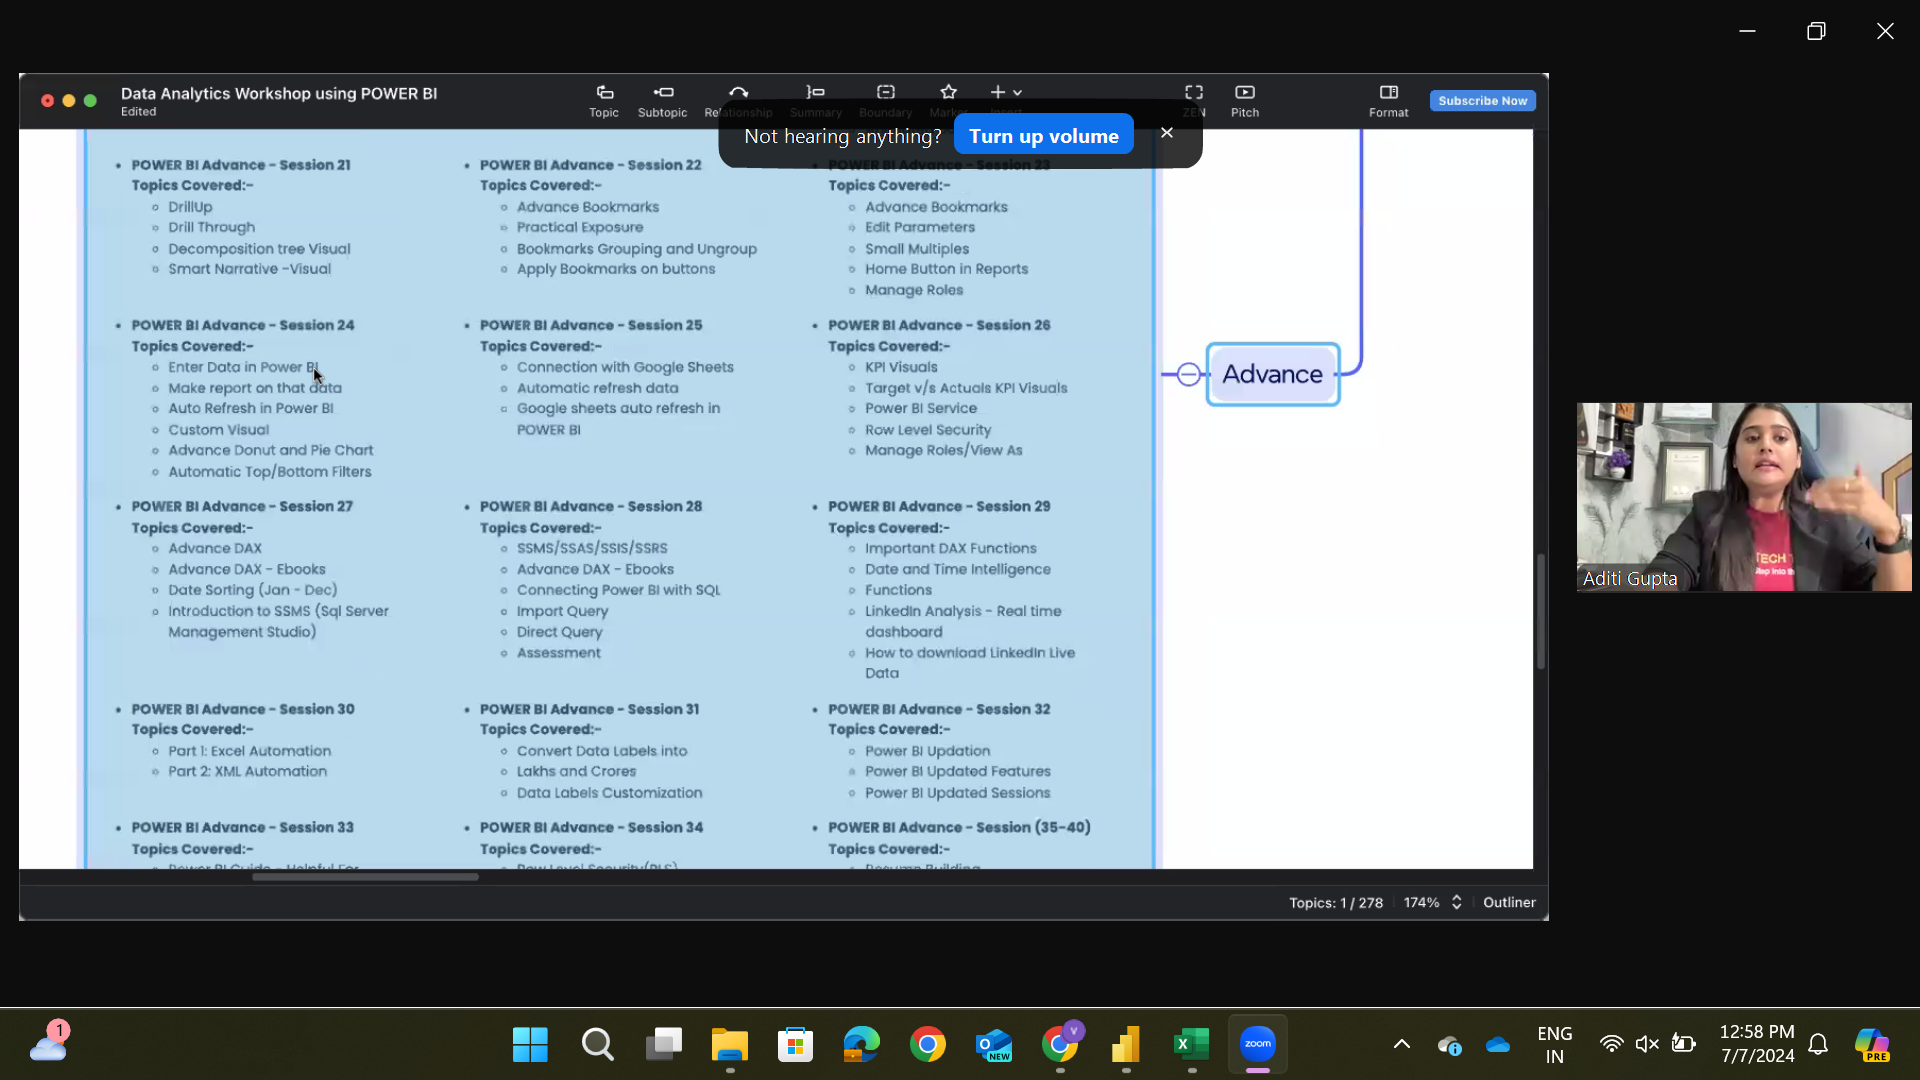 Data Analytics Workshop using POWER BI
Edited
Topic
Subtopic
Relationship
Summary
Boundary
ZEN
Pitch
Format
Subscribe Now
Not hearing anything?
Turn up volume
POWER BI Advance - Session 21
Topics Covered:-
DrillUp
Drill Through
Decomposition tree Visual
Smart Narrative -Visual
POWER BI Advance - Session 22
Topics Covered:-
Advance Bookmarks
Practical Exposure
Bookmarks Grouping and Ungroup
Apply Bookmarks on buttons
POWER BI Advance - Session 23
Topics Covered:-
Advance Bookmarks
Edit Parameters
Small Multiples
Home Button in Reports
Manage Roles
POWER BI Advance - Session 24
Topics Covered:-
Enter Data in Power BI
Make report on that data
Auto Refresh in Power BI
Custom Visual
Advance Donut and Pie Chart
Automatic Top/Bottom Filters
POWER BI Advance - Session 25
Topics Covered:-
Connection with Google Sheets
Automatic refresh data
Google sheets auto refresh in
POWER BI
POWER BI Advance - Session 26
Topics Covered:-
KPI Visuals
Target v/s Actuals KPI Visuals
Power BI Service
Row Level Security
Manage Roles/View As
POWER BI Advance - Session 27
Topics Covered:-
Advance DAX
Advance DAX - Ebooks
Date Sorting (Jan - Dec)
Introduction to SSMS (Sql Server
Management Studio)
POWER BI Advance - Session 28
Topics Covered:-
SSMS/SSAS/SSIS/SSRS
Advance DAX - Ebooks
Connecting Power BI with SQL
Import Query
Direct Query
Assessment
POWER BI Advance - Session 29
Topics Covered:-
Important DAX Functions
Date and Time Intelligence
Functions
LinkedIn Analysis - Real time
dashboard
How to download LinkedIn Live
Data
POWER BI Advance - Session 30
Topics Covered:-
Part 1: Excel Automation
Part 2: XML Automation
POWER BI Advance - Session 31
Topics Covered:-
Convert Data Labels into
Lakhs and Crores
Data Labels Customization
POWER BI Advance - Session 32
Topics Covered:-
Power BI Updation
Power BI Updated Features
Power BI Updated Sessions
POWER BI Advance - Session 33
Topics Covered:-
Power BI Guide - Helpful For
POWER BI Advance - Session 34
Topics Covered:-
Row Level Security(RLS)
POWER BI Advance - Session (35-40)
Topics Covered:-
Resume Building
Advance
TECH
Aditi Gupta
Topics: 1 / 278
174%
Outliner
1
NEW
V
zoom
ENG
IN
12:58 PM
7/7/2024
PRE